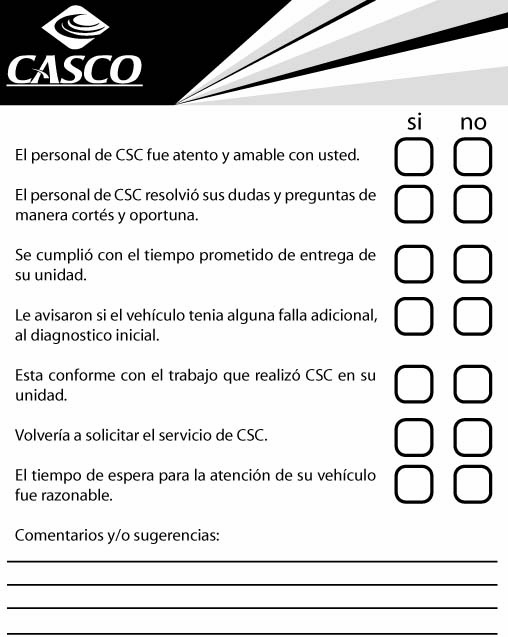 CASCO
si no
El personal de CSC fue atento y amable con usted.
El personal de CSC resolvió sus dudas y preguntas de
manera cortés y oportuna.
Se cumplió con el tiempo prometido de entrega de
su unidad.
Le avisaron si el vehículo tenia alguna falla adicional,
al diagnostico inicial.
Esta conforme con el trabajo que realizó CSC en su
unidad.
Volvería a solicitar el servicio de CSC.
El tiempo de espera para la atención de su vehículo
fue razonable.
Comentarios y/o sugerencias: